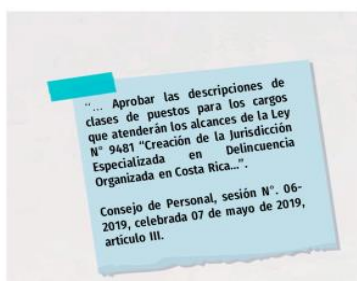 “... Aprobar las descripciones de
clases de puestos para los cargos
que atenderán los alcances de la Ley
N° 9481 “Creación de la Jurisdicción
Especializada en Delincuencia
Organizada en Costa Rica...”.
Consejo de Personal, sesión N°. 06-
2019, celebrada 07 de mayo de 2019,
artículo III.